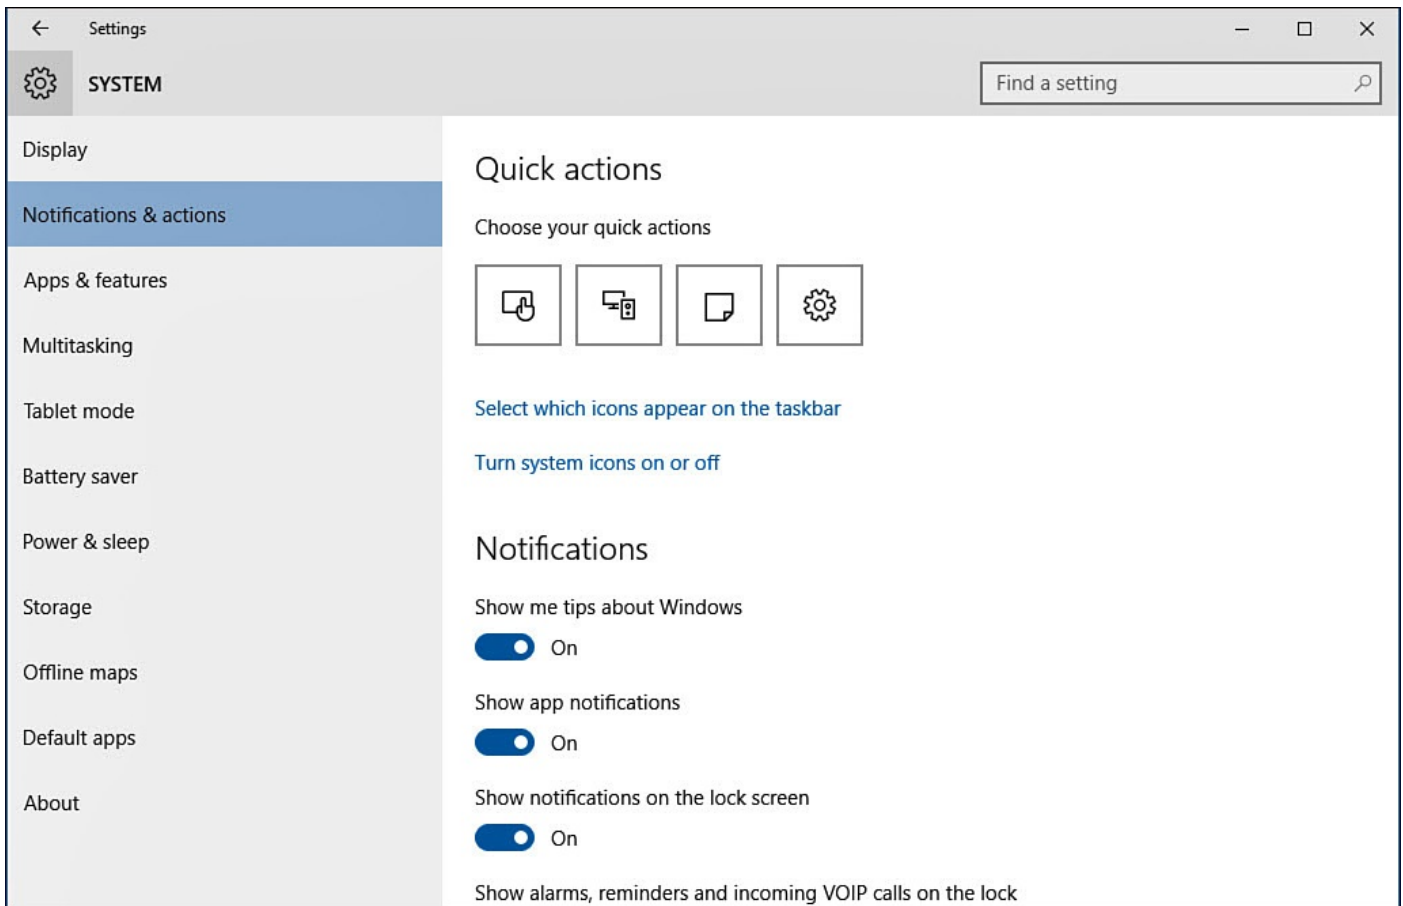 Settings
SYSTEM
Find a setting
Display
Notifications & actions
Apps & features
Multitasking
Tablet mode
Battery saver
Power & sleep
Storage
Offline maps
Default apps
About
Quick actions
Choose your quick actions
Select which icons appear on the taskbar
Turn system icons on or off
Notifications
Show me tips about Windows
On
Show app notifications
On
Show notifications on the lock screen
On
Show alarms, reminders and incoming VOIP calls on the lock